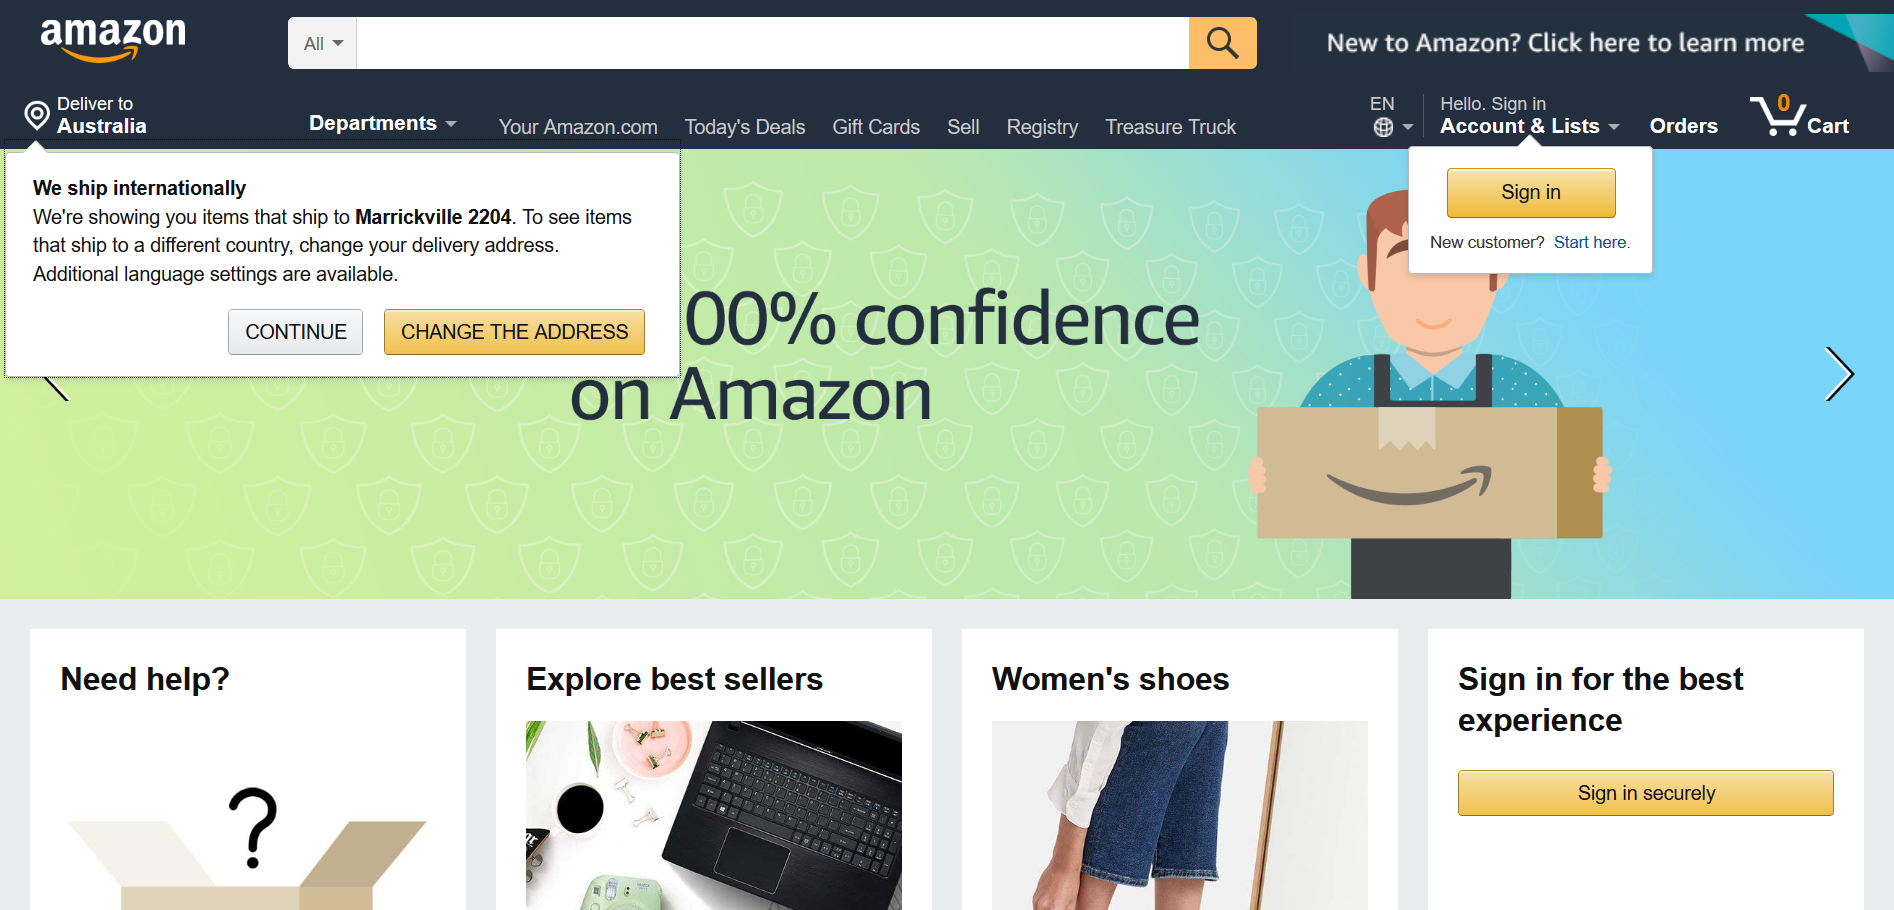 amazon
All
New to Amazon? Click here to learn more
Deliver to
Australia
Departments
Your Amazon.com
Today's Deals
Gift Cards
Sell
Registry
Treasure Truck
EN
Hello. Sign in
Account & Lists
Orders
0
Cart
We ship internationally
We're showing you items that ship to Marrickville 2204. To see items
that ship to a different country, change your delivery address.
Additional language settings are available.
CONTINUE
CHANGE THE ADDRESS
Sign in
New customer? Start here.
00% confidence
on Amazon
Need help?
?
Explore best sellers
Women's shoes
Sign in for the best
experience
Sign in securely